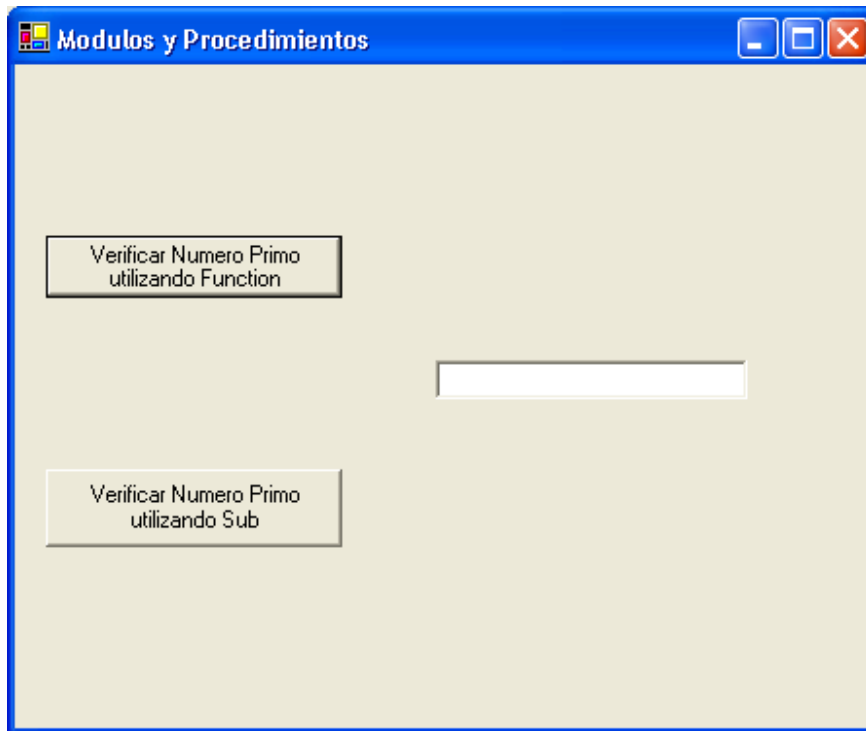 Modulos y Procedimientos
Verificar Numero Primo
utilizando Function
Verificar Numero Primo
utilizando Sub